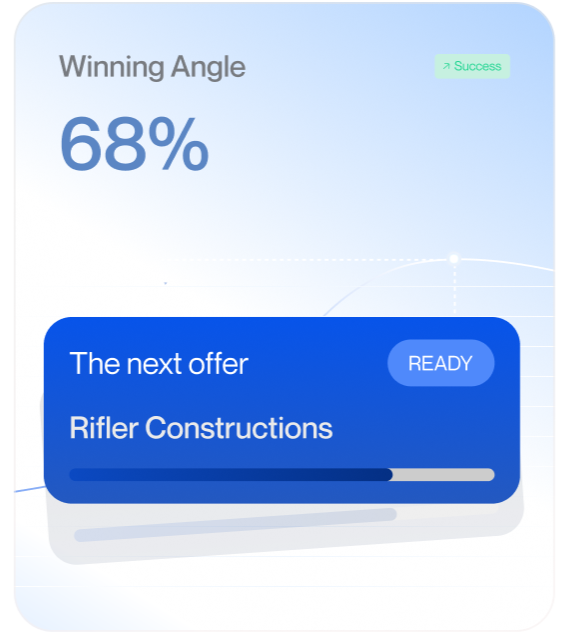 Winning Angle
Success
68%
The next offer
READY
Rifler Constructions